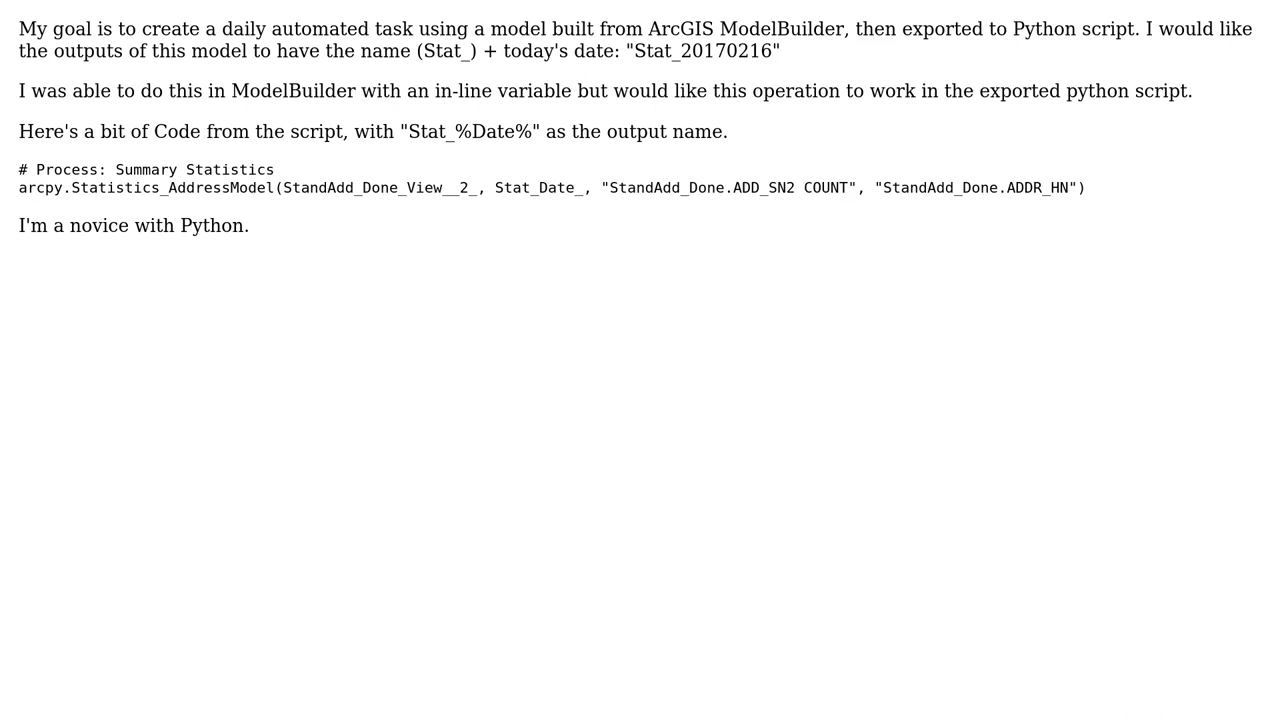 My goal is to create a daily automated task using a model built from ArcGIS ModelBuilder, then exported to Python script. I would like
the outputs of this model to have the name (Stat_) + today's date: "Stat_20170216"
I was able to do this in ModelBuilder with an in-line variable but would like this operation to work in the exported python script.
Here's a bit of Code from the script, with "Stat_%Date%" as the output name.
# Process: Summary Statistics
arcpy.Statistics_AddressModel(StandAdd_Done_View__2_, Stat_Date_, "StandAdd_Done.ADD_SN2 COUNT", "StandAdd_Done.ADDR_HN")
I'm a novice with Python.